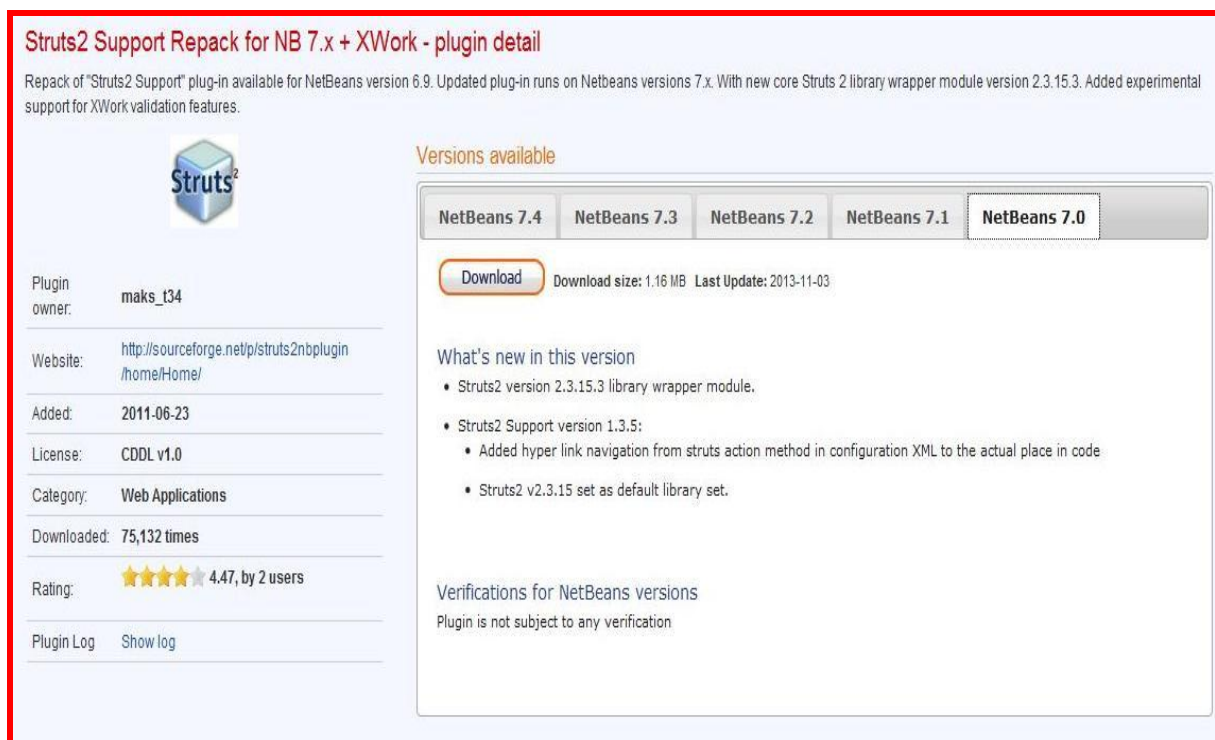 Struts2 Support Repack for NB 7.x + XWork - plugin detail
Repack of "Struts2 Support" plug-in available for NetBeans version 6.9. Updated plug-in runs on Netbeans versions 7.x. With new core Struts 2 library wrapper module version 2.3.15.3. Added experimental
support for XWork validation features.
Struts2
Plugin
owner:
maks_t34
Website:
http://sourceforge.net/p/struts2nbplugin
/home/Home/
Added:
2011-06-23
License:
CDDL v1.0
Category:
Web Applications
Downloaded:
75,132 times
Rating:
4.47, by 2 users
Plugin Log
Show log
Versions available
NetBeans 7.4
NetBeans 7.3
NetBeans 7.2
NetBeans 7.1
NetBeans 7.0
Download
Download size: 1.16 MB Last Update: 2013-11-03
What's new in this version
• Struts2 version 2.3.15.3 library wrapper module.
• Struts2 Support version 1.3.5:
• Added hyper link navigation from struts action method in configuration XML to the actual place in code
• Struts2 v2.3.15 set as default library set.
Verifications for NetBeans versions
Plugin is not subject to any verification